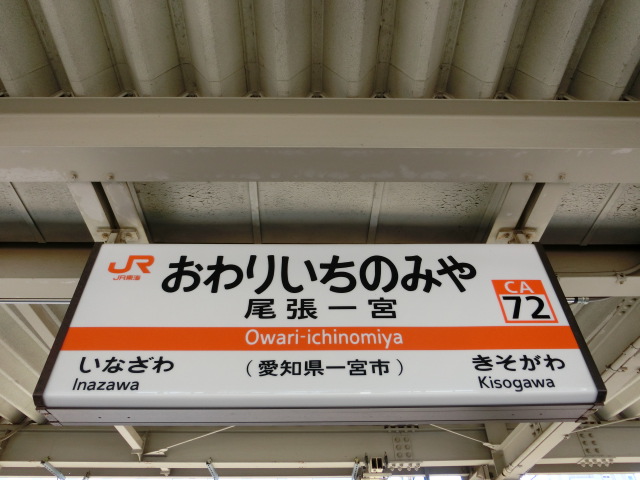 JR
JR東海
おわりいちのみや
尾張一宮
CA
72
Owari-ichinomiya
いなざわ
Inazawa
（愛知県一宮市）
きそがわ
Kisogawa